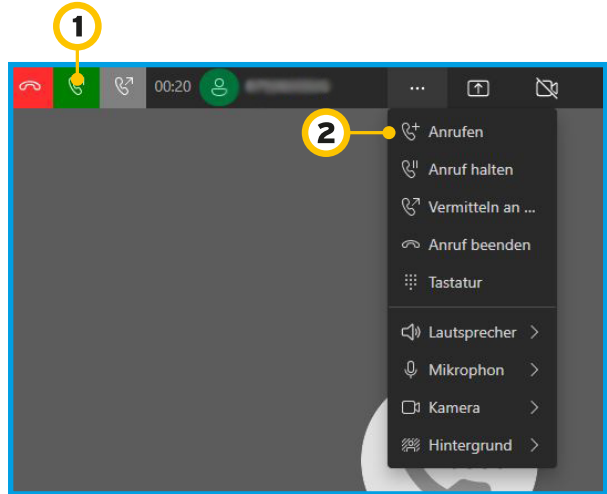 1
00:20
...
2
Anrufen
Anruf halten
Vermitteln an ...
Anruf beenden
Tastatur
Lautsprecher
Mikrophon
Kamera
Hintergrund